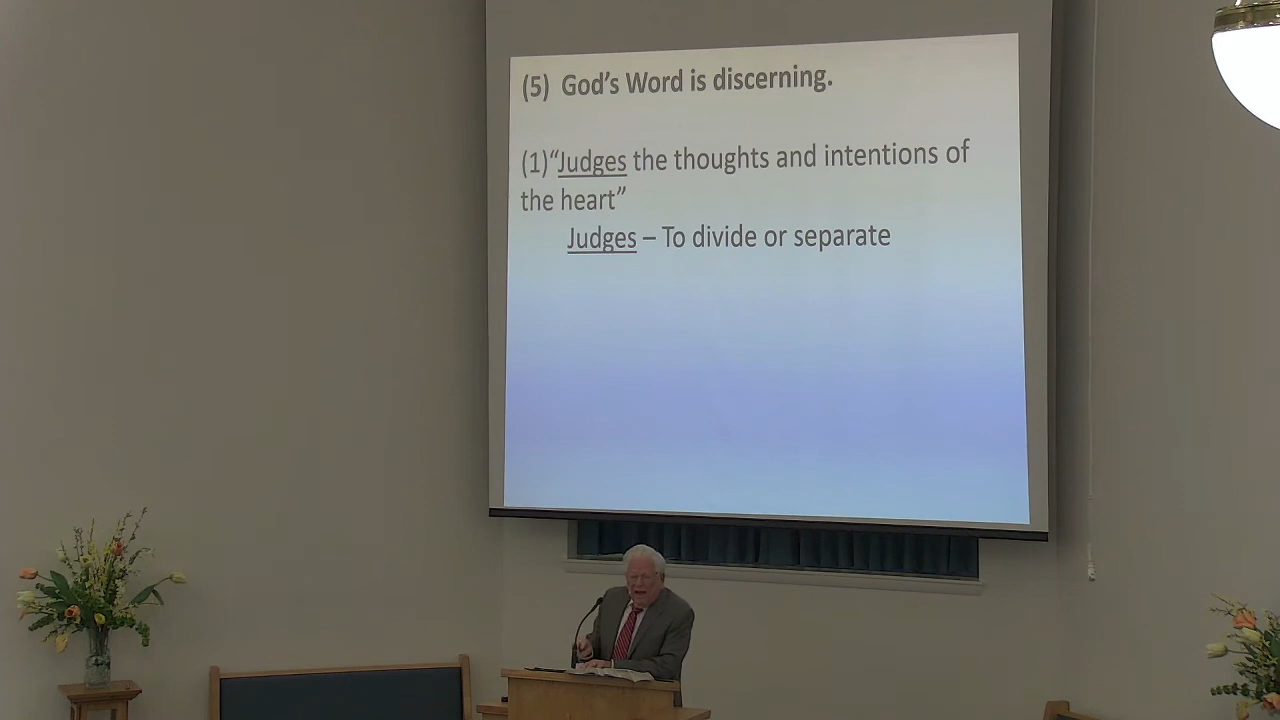 (5) God's Word is discerning.
(1)“Judges the thoughts and intentions of
the heart”
Judges – To divide or separate